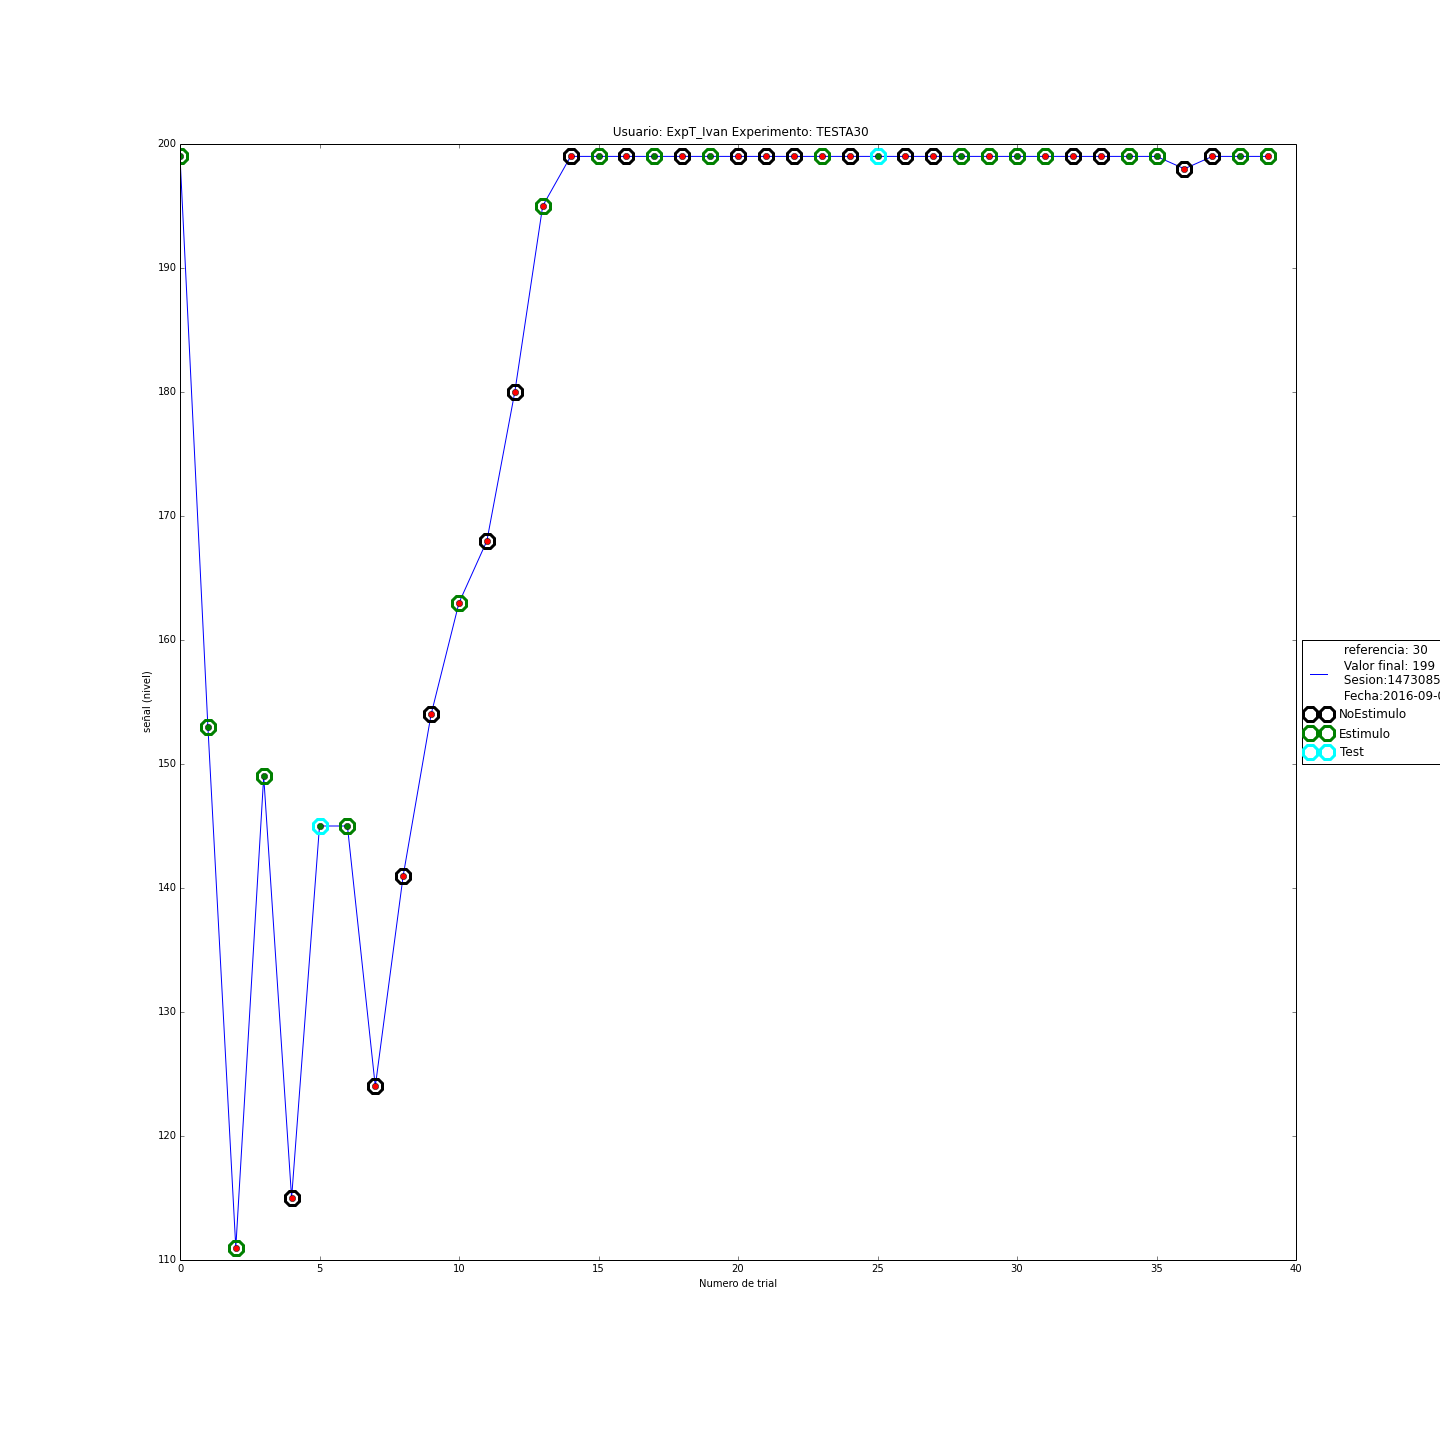 Usuario: ExpT_Ivan Experimento: TESTA30
200
190
180
170
160
150
140
130
120
110
señal (nivel)
0 5 10 15 20 25 30 35 40
Numero de trial
referencia: 30
Valor final: 199
Sesion:1473085
Fecha:2016-09-0
NoEstimulo
Estimulo
Test